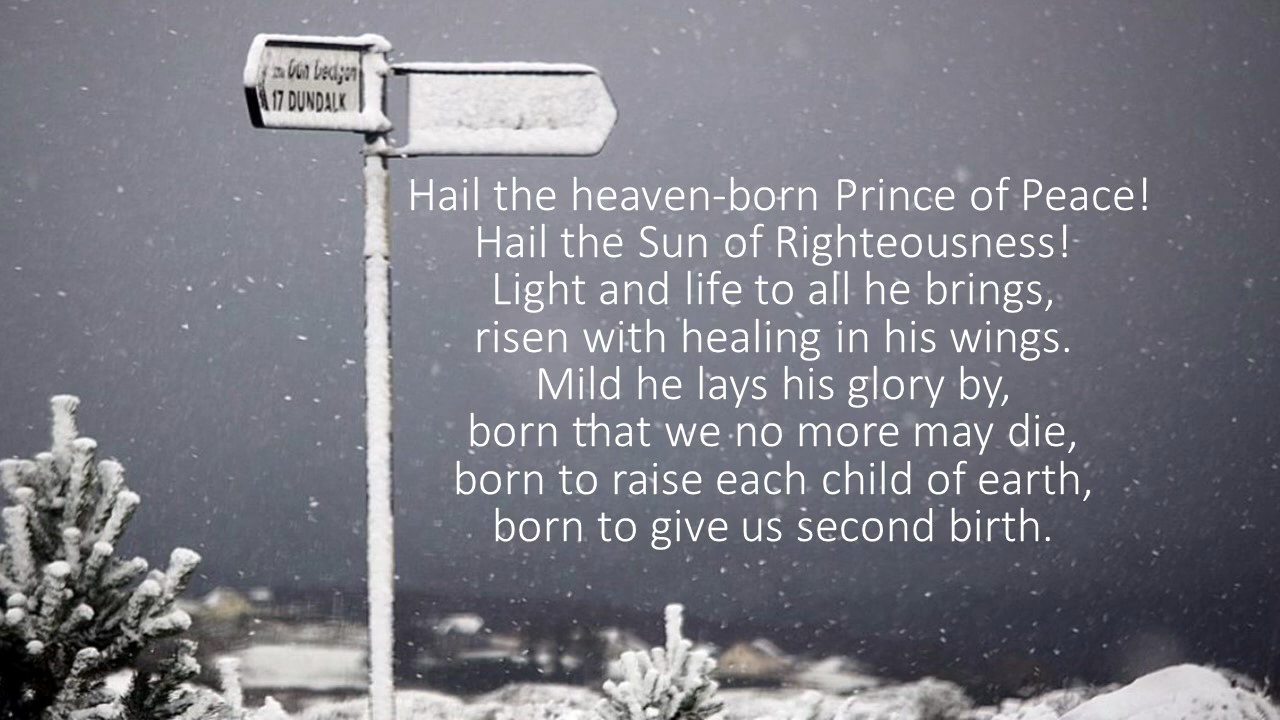 Dún Dealgan
17 DUNDALK
Hail the heaven-born Prince of Peace!
Hail the Sun of Righteousness!
Light and life to all he brings,
risen with healing in his wings.
Mild he lays his glory by,
born that we no more may die,
born to raise each child of earth,
born to give us second birth.